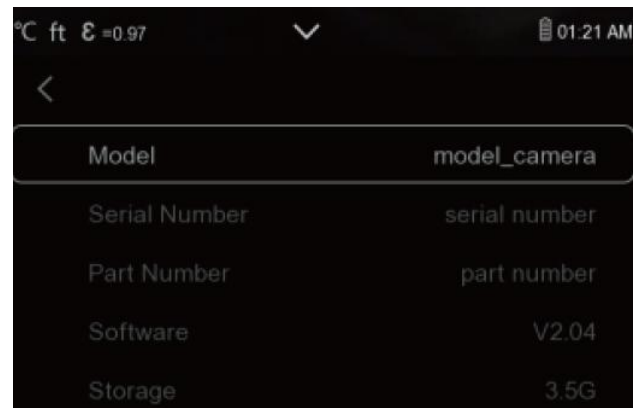 ℃ ft ε =0.97 01:21 AM
Model model_camera
Serial Number serial number
Part Number part number
Software V2.04
Storage 3.5G